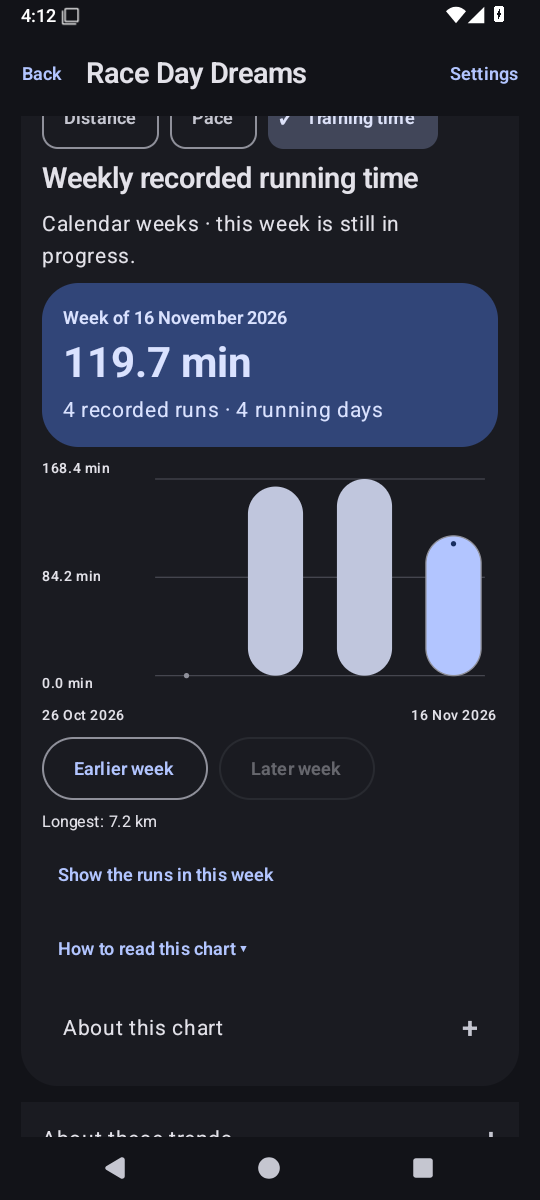 4:12
Back
Race Day Dreams
Settings
Distance
Pace
✓ Training time
Weekly recorded running time
Calendar weeks · this week is still in
progress.
Week of 16 November 2026
119.7 min
4 recorded runs · 4 running days
168.4 min
84.2 min
0.0 min
26 Oct 2026
16 Nov 2026
Earlier week
Later week
Longest: 7.2 km
Show the runs in this week
How to read this chart ▾
About this chart
+
About these trends